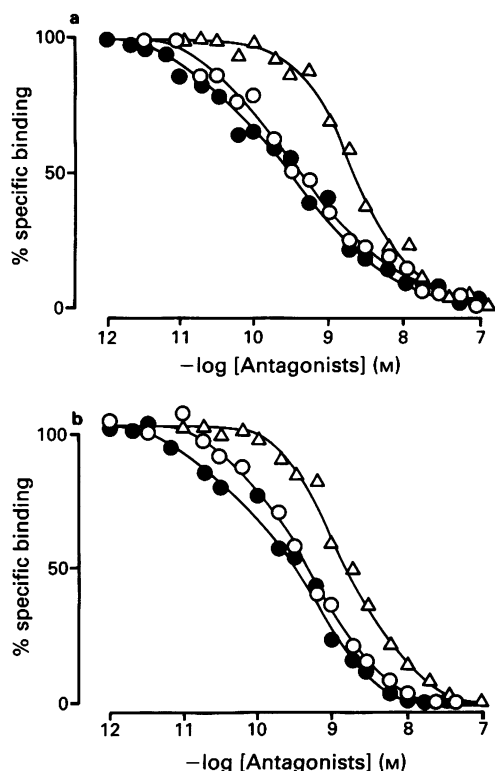 a
100
50
0
% specific binding
12 11 10 9 8 7
−log [Antagonists] (M)
b
100
50
0
% specific binding
12 11 10 9 8 7
−log [Antagonists] (M)